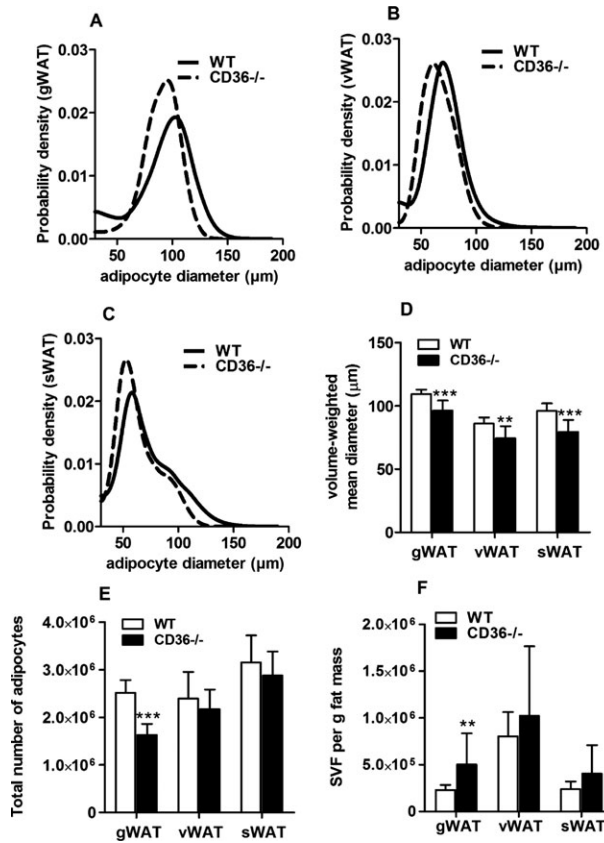 A
Probability density (gWAT)
0.03
0.02
0.01
0.00
50
100
150
200
adipocyte diameter (µm)
WT
CD36-/-
B
Probability density (vWAT)
0.03
0.02
0.01
0.00
50
100
150
200
adipocyte diameter (µm)
WT
CD36-/-
C
Probability density (sWAT)
0.03
0.02
0.01
0.00
50
100
150
200
adipocyte diameter (µm)
WT
CD36-/-
D
volume-weighted
mean diameter (µm)
150
100
50
0
WT
CD36-/-
***
**
***
gWAT vWAT sWAT
E
Total number of adipocytes
4.0×10⁶
3.0×10⁶
2.0×10⁶
1.0×10⁶
0
WT
CD36-/-
***
gWAT vWAT sWAT
F
SVF per g fat mass
2.0×10⁶
1.5×10⁶
1.0×10⁶
5.0×10⁵
0
WT
CD36-/-
**
gWAT vWAT sWAT